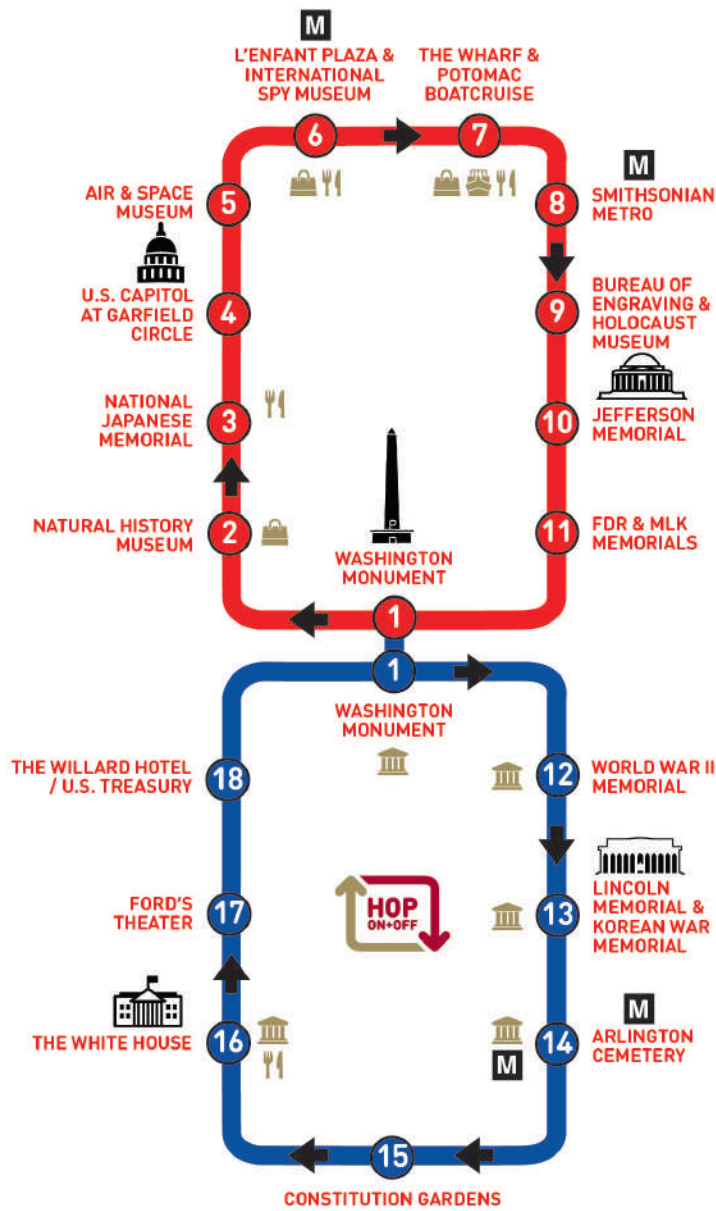 M
L'ENFANT PLAZA &
INTERNATIONAL
SPY MUSEUM
THE WHARF &
POTOMAC
BOATCRUISE
6
7
M
AIR & SPACE
MUSEUM
5
8
SMITHSONIAN
METRO
U.S. CAPITOL
AT GARFIELD
CIRCLE
4
9
BUREAU OF
ENGRAVING &
HOLOCAUST
MUSEUM
NATIONAL
JAPANESE
MEMORIAL
3
10
JEFFERSON
MEMORIAL
NATURAL HISTORY
MUSEUM
2
11
FDR & MLK
MEMORIALS
WASHINGTON
MONUMENT
1
1
WASHINGTON
MONUMENT
THE WILLARD HOTEL
/ U.S. TREASURY
18
12
WORLD WAR II
MEMORIAL
FORD'S
THEATER
17
HOP
ON+OFF
13
LINCOLN
MEMORIAL &
KOREAN WAR
MEMORIAL
THE WHITE HOUSE
16
M
14
M
ARLINGTON
CEMETERY
15
CONSTITUTION GARDENS